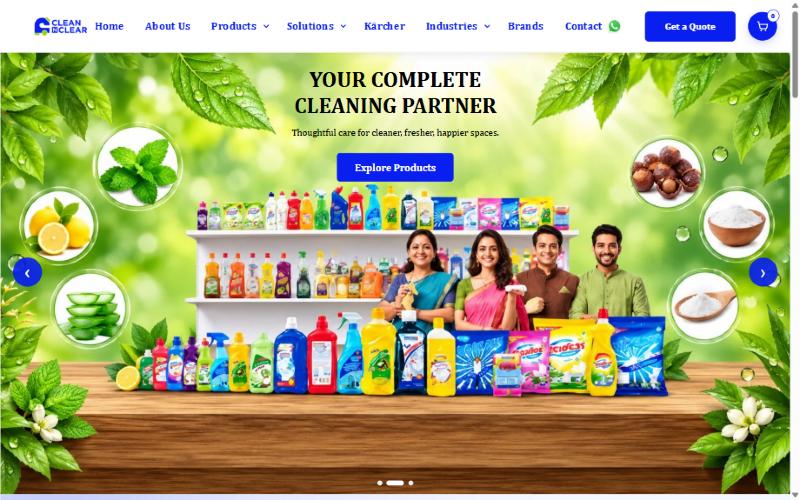 CLEAN
N CLEAR
Home
About Us
Products
Solutions
Kärcher
Industries
Brands
Contact
Get a Quote
0
YOUR COMPLETE
CLEANING PARTNER
Thoughtful care for cleaner, fresher, happier spaces.
Explore Products